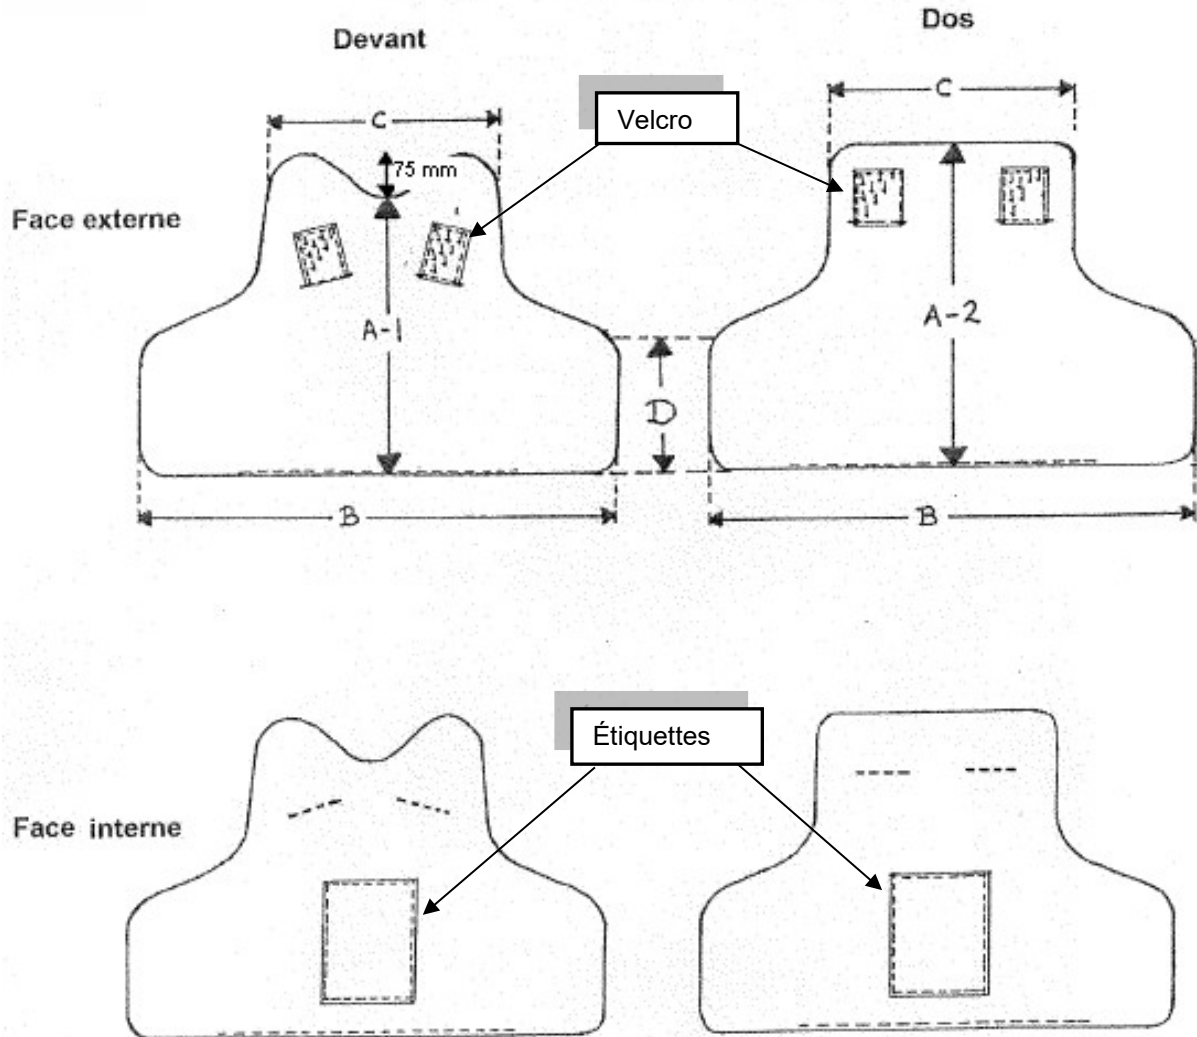 Devant
Dos
C
C
Velcro
75 mm
Face externe
A-1
A-2
D
B
B
Étiquettes
Face interne